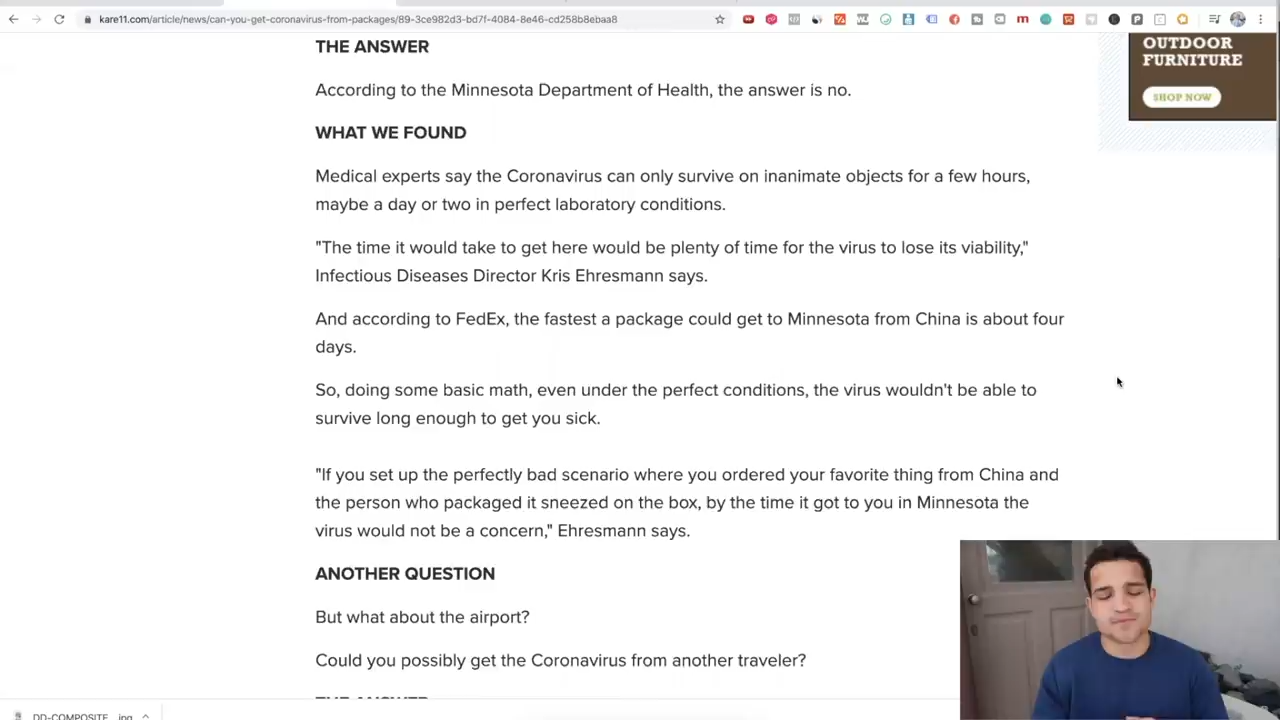 kare11.com/article/news/can-you-get-coronavirus-from-packages/89-3ce982d3-bd7f-4084-8e46-cd258b8ebaa8
OUTDOOR
FURNITURE
SHOP NOW
THE ANSWER
According to the Minnesota Department of Health, the answer is no.
WHAT WE FOUND
Medical experts say the Coronavirus can only survive on inanimate objects for a few hours,
maybe a day or two in perfect laboratory conditions.
"The time it would take to get here would be plenty of time for the virus to lose its viability,"
Infectious Diseases Director Kris Ehresmann says.
And according to FedEx, the fastest a package could get to Minnesota from China is about four
days.
So, doing some basic math, even under the perfect conditions, the virus wouldn't be able to
survive long enough to get you sick.
"If you set up the perfectly bad scenario where you ordered your favorite thing from China and
the person who packaged it sneezed on the box, by the time it got to you in Minnesota the
virus would not be a concern," Ehresmann says.
ANOTHER QUESTION
But what about the airport?
Could you possibly get the Coronavirus from another traveler?
THE ANSWER
DD-COMPOSITE_.jpg